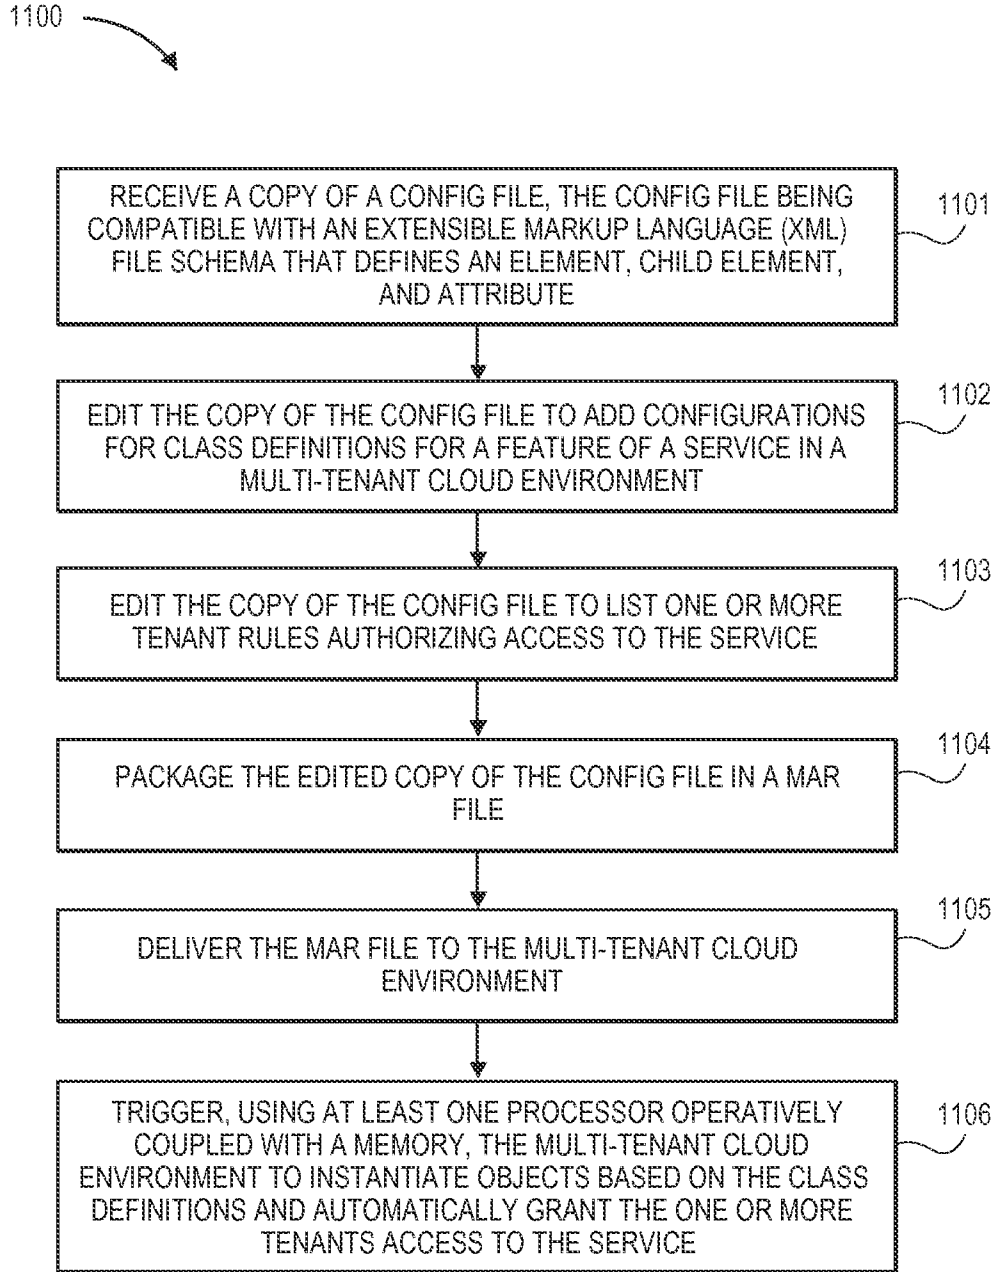 1100
RECEIVE A COPY OF A CONFIG FILE, THE CONFIG FILE BEING
COMPATIBLE WITH AN EXTENSIBLE MARKUP LANGUAGE (XML)
FILE SCHEMA THAT DEFINES AN ELEMENT, CHILD ELEMENT,
AND ATTRIBUTE
1101
EDIT THE COPY OF THE CONFIG FILE TO ADD CONFIGURATIONS
FOR CLASS DEFINITIONS FOR A FEATURE OF A SERVICE IN A
MULTI-TENANT CLOUD ENVIRONMENT
1102
EDIT THE COPY OF THE CONFIG FILE TO LIST ONE OR MORE
TENANT RULES AUTHORIZING ACCESS TO THE SERVICE
1103
PACKAGE THE EDITED COPY OF THE CONFIG FILE IN A MAR
FILE
1104
DELIVER THE MAR FILE TO THE MULTI-TENANT CLOUD
ENVIRONMENT
1105
TRIGGER, USING AT LEAST ONE PROCESSOR OPERATIVELY
COUPLED WITH A MEMORY, THE MULTI-TENANT CLOUD
ENVIRONMENT TO INSTANTIATE OBJECTS BASED ON THE CLASS
DEFINITIONS AND AUTOMATICALLY GRANT THE ONE OR MORE
TENANTS ACCESS TO THE SERVICE
1106